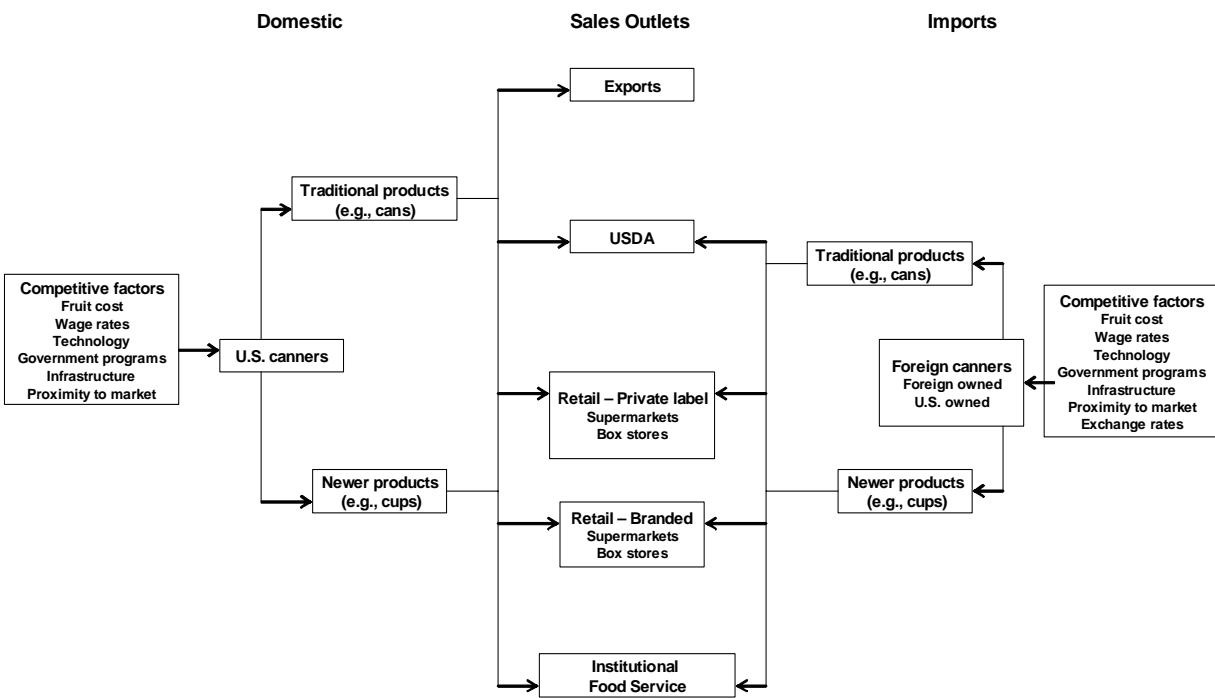 Domestic
Sales Outlets
Imports
Exports
Traditional products
(e.g., cans)
USDA
Traditional products
(e.g., cans)
Competitive factors
Fruit cost
Wage rates
Technology
Government programs
Infrastructure
Proximity to market
U.S. canners
Retail – Private label
Supermarkets
Box stores
Foreign canners
Foreign owned
U.S. owned
Competitive factors
Fruit cost
Wage rates
Technology
Government programs
Infrastructure
Proximity to market
Exchange rates
Newer products
(e.g., cups)
Retail – Branded
Supermarkets
Box stores
Newer products
(e.g., cups)
Institutional
Food Service